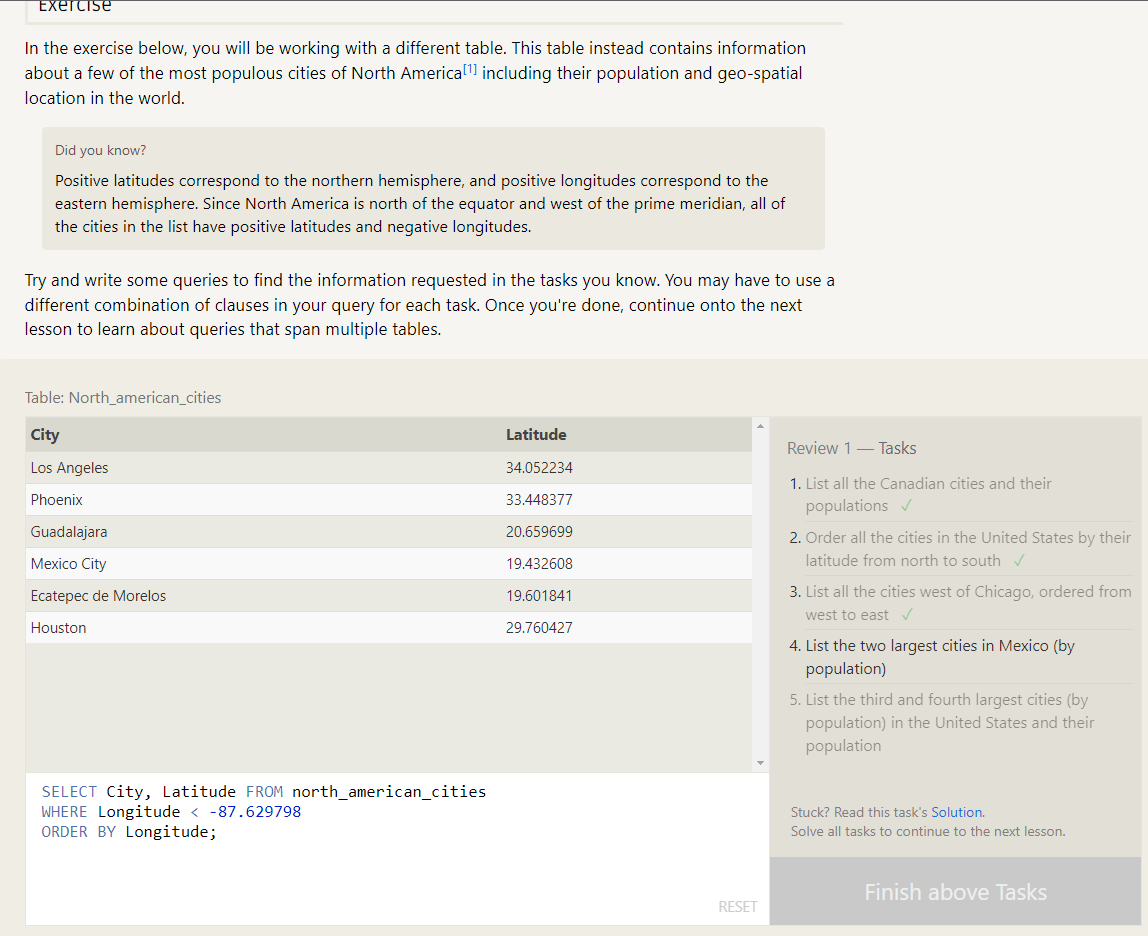 Exercise
In the exercise below, you will be working with a different table. This table instead contains information
about a few of the most populous cities of North America[1] including their population and geo-spatial
location in the world.
Did you know?
Positive latitudes correspond to the northern hemisphere, and positive longitudes correspond to the
eastern hemisphere. Since North America is north of the equator and west of the prime meridian, all of
the cities in the list have positive latitudes and negative longitudes.
Try and write some queries to find the information requested in the tasks you know. You may have to use a
different combination of clauses in your query for each task. Once you're done, continue onto the next
lesson to learn about queries that span multiple tables.
Table: North_american_cities
City Latitude
Los Angeles 34.052234
Phoenix 33.448377
Guadalajara 20.659699
Mexico City 19.432608
Ecatepec de Morelos 19.601841
Houston 29.760427
SELECT City, Latitude FROM north_american_cities
WHERE Longitude < -87.629798
ORDER BY Longitude;
RESET
Review 1 — Tasks
1. List all the Canadian cities and their
populations ✓
2. Order all the cities in the United States by their
latitude from north to south ✓
3. List all the cities west of Chicago, ordered from
west to east ✓
4. List the two largest cities in Mexico (by
population)
5. List the third and fourth largest cities (by
population) in the United States and their
population
Stuck? Read this task's Solution.
Solve all tasks to continue to the next lesson.
Finish above Tasks